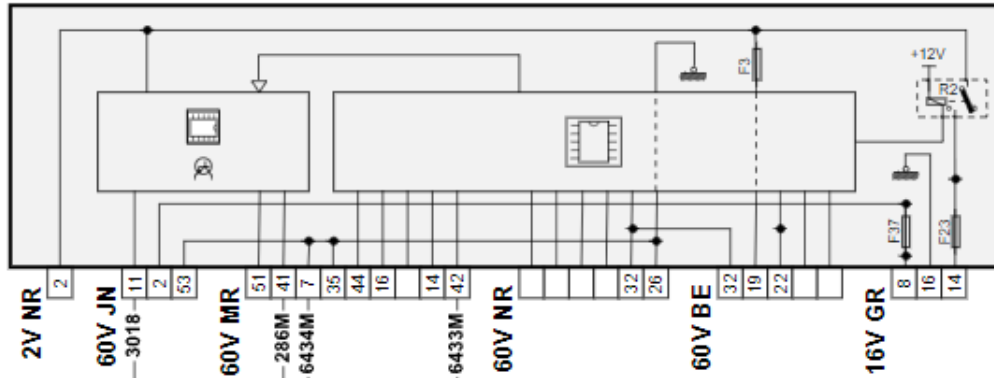 +12V
F3
R2
F37
F23
2V NR
2
60V JN
11
2
53
60V MR
51
41
7
35
44
16
14
42
60V NR
32
26
60V BE
32
19
22
16V GR
8
16
14
3018
286M
6434M
6433M